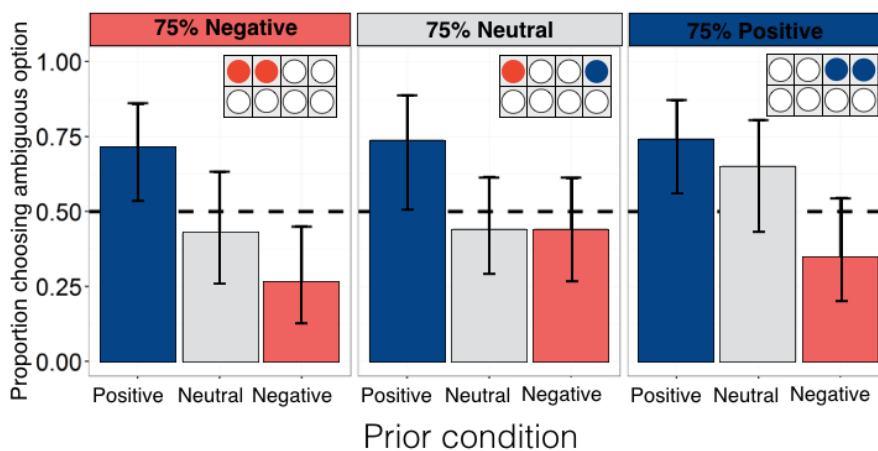 75% Negative
75% Neutral
75% Positive
Proportion choosing ambiguous option
1.00
0.75
0.50
0.25
0.00
Positive Neutral Negative
Positive Neutral Negative
Positive Neutral Negative
Prior condition